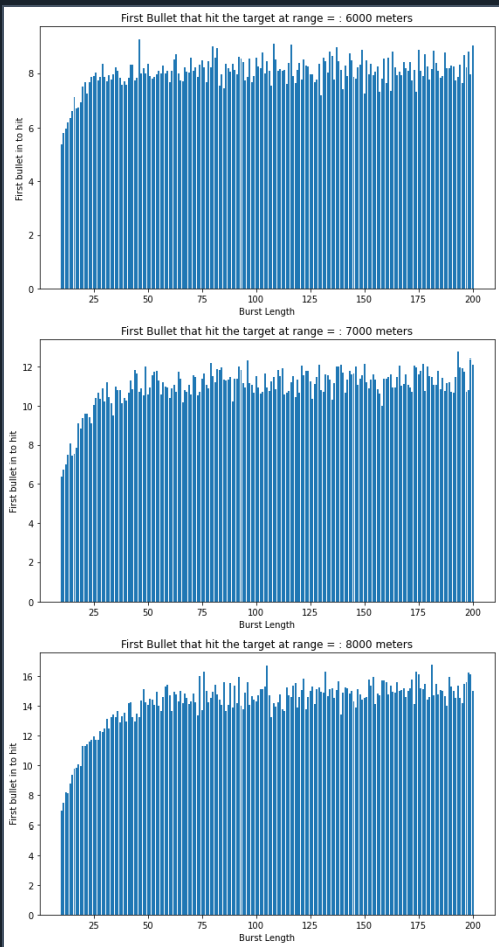 First Bullet that hit the target at range = : 6000 meters
8
6
4
2
0
First bullet in to hit
25 50 75 100 125 150 175 200
Burst Length
First Bullet that hit the target at range = : 7000 meters
12
10
8
6
4
2
0
First bullet in to hit
25 50 75 100 125 150 175 200
Burst Length
First Bullet that hit the target at range = : 8000 meters
16
14
12
10
8
6
4
2
0
First bullet in to hit
25 50 75 100 125 150 175 200
Burst Length